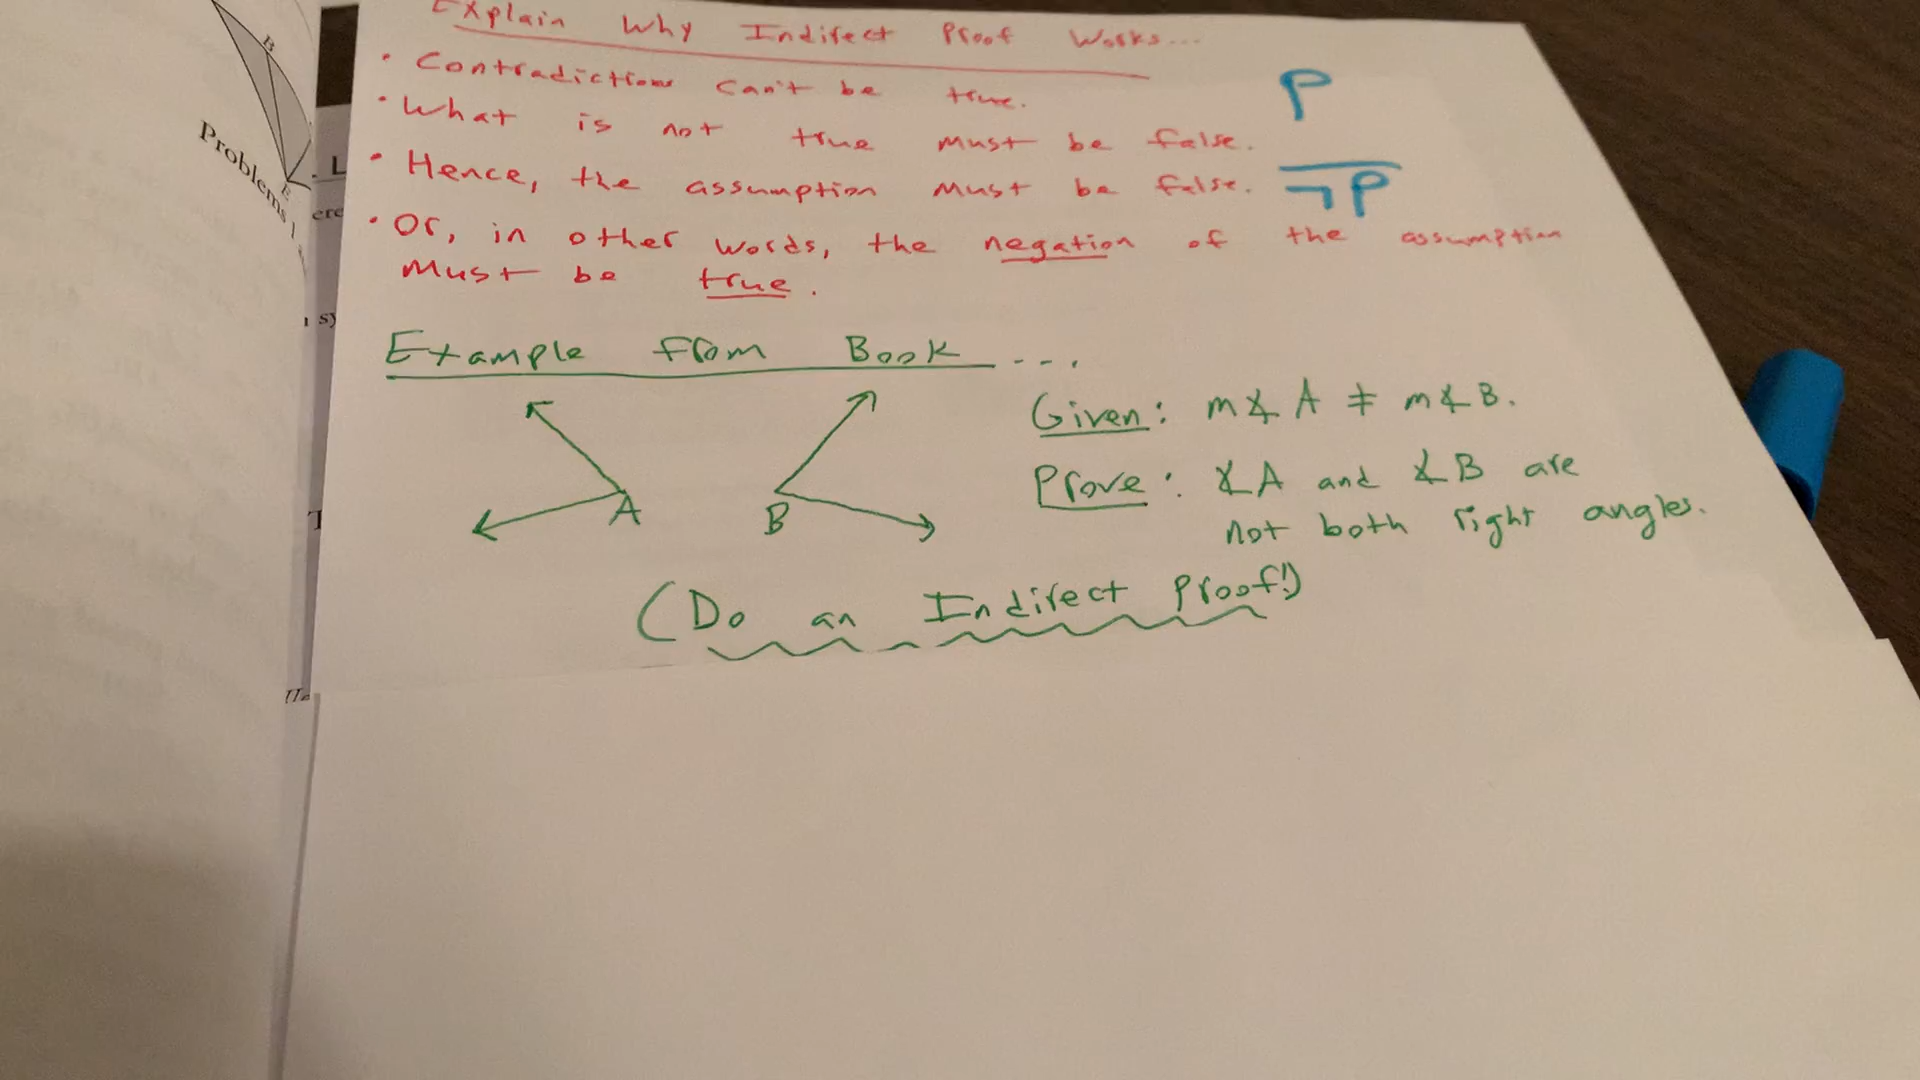 Explain Why Indirect Proof Works...
• Contradictions can't be true.
• What is not true must be false.
• Hence, the assumption must be false.
• Or, in other words, the negation of the assumption
must be true.
P
¬P
Example from Book ...
A
B
Given: m∡A ≠ m∡B.
Prove: ∡A and ∡B are
not both right angles.
(Do an Indirect Proof!)
B
E
Problems
L
ere
sy
T